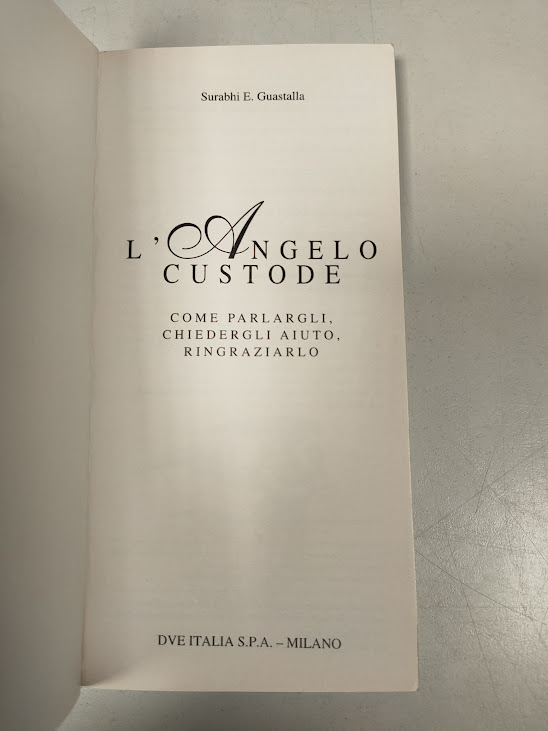 Surabhi E. Guastalla
L'ANGELO
CUSTODE
COME PARLARGLI,
CHIEDERGLI AIUTO,
RINGRAZIARLO
DVE ITALIA S.P.A. – MILANO